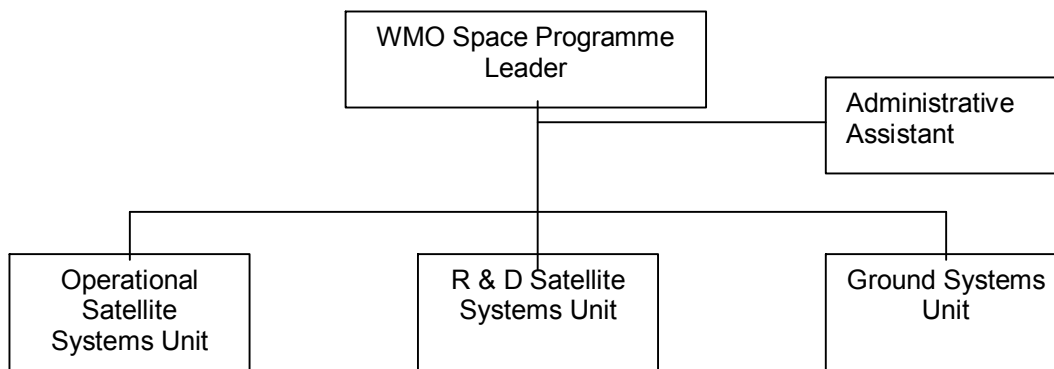 WMO Space Programme
Leader
Administrative
Assistant
Operational
Satellite
Systems Unit
R & D Satellite
Systems Unit
Ground Systems
Unit